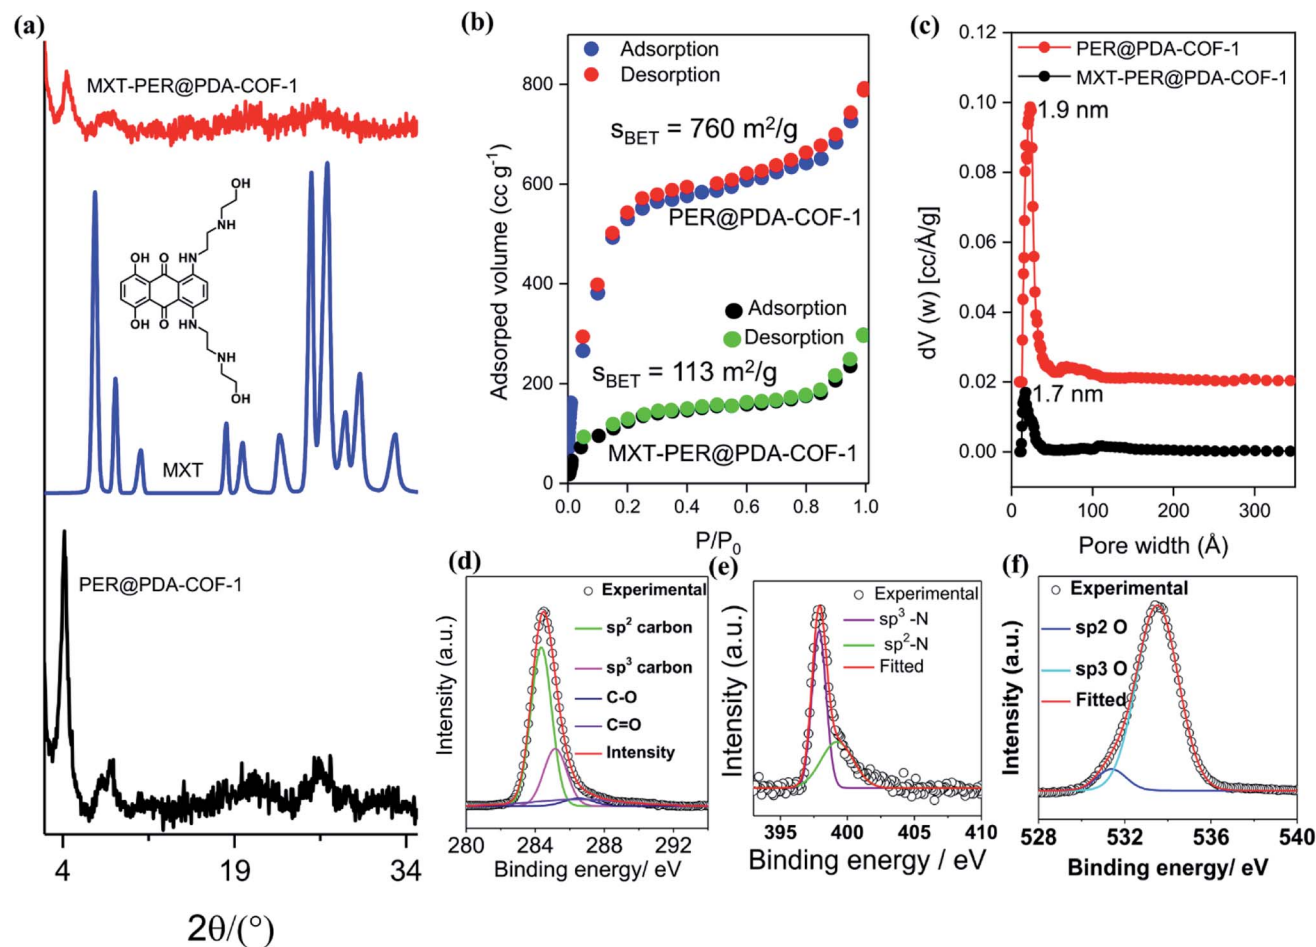 (a)
MXT-PER@PDA-COF-1
OH
NH
OH O HN
OH O HN
NH
OH
MXT
PER@PDA-COF-1
4 19 34
2θ/(°)
(b)
Adsorption
Desorption
800
600
400
200
0
Adsorped volume (cc g⁻¹)
s_BET = 760 m²/g
PER@PDA-COF-1
Adsorption
Desorption
s_BET = 113 m²/g
MXT-PER@PDA-COF-1
0.0 0.2 0.4 0.6 0.8 1.0
P/P₀
(c)
0.12
0.10
0.08
0.06
0.04
0.02
0.00
dV (w) [cc/Å/g]
PER@PDA-COF-1
MXT-PER@PDA-COF-1
1.9 nm
1.7 nm
0 100 200 300
Pore width (Å)
(d)
Intensity (a.u.)
Experimental
sp² carbon
sp³ carbon
C-O
C=O
Intensity
280 284 288 292
Binding energy/ eV
(e)
Intensity (a.u.)
Experimental
sp³ -N
sp²-N
Fitted
395 400 405 410
Binding energy / eV
(f)
Intensity (a.u.)
Experimental
sp2 O
sp3 O
Fitted
528 532 536 540
Binding energy/ eV